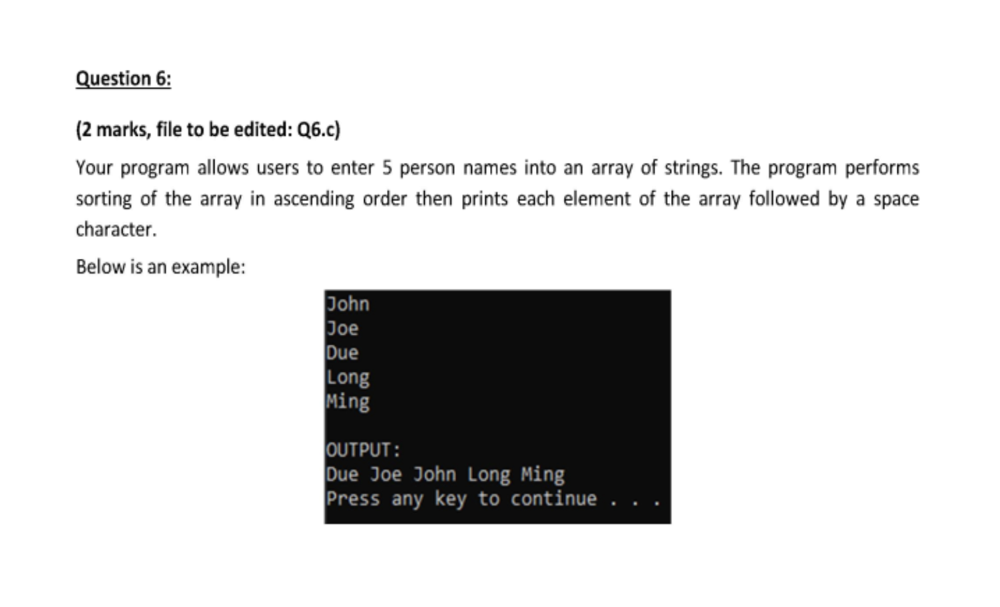 Question 6:
(2 marks, file to be edited: Q6.c)
Your program allows users to enter 5 person names into an array of strings. The program performs
sorting of the array in ascending order then prints each element of the array followed by a space
character.
Below is an example:
John
Joe
Due
Long
Ming
OUTPUT:
Due Joe John Long Ming
Press any key to continue . . .